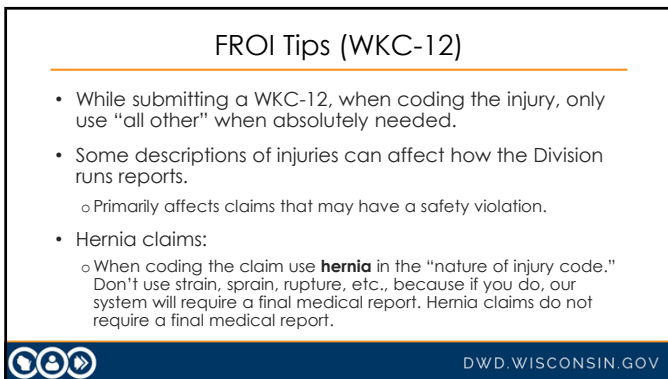 FROI Tips (WKC-12)
• While submitting a WKC-12, when coding the injury, only
use “all other” when absolutely needed.
• Some descriptions of injuries can affect how the Division
runs reports.
o Primarily affects claims that may have a safety violation.
• Hernia claims:
o When coding the claim use hernia in the “nature of injury code.”
Don’t use strain, sprain, rupture, etc., because if you do, our
system will require a final medical report. Hernia claims do not
require a final medical report.
DWD.WISCONSIN.GOV